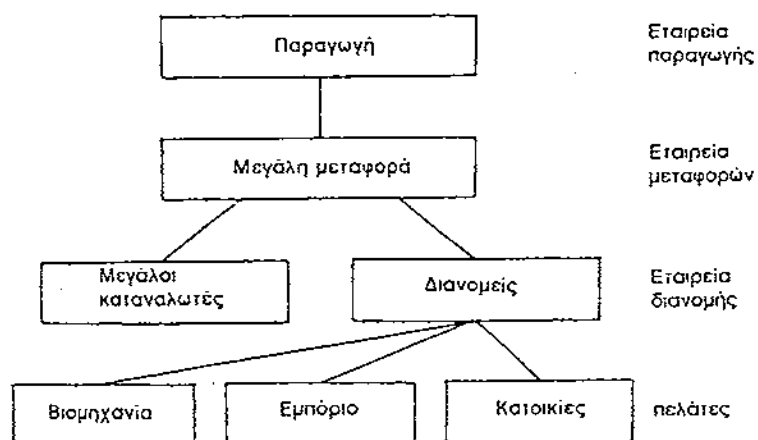 Παραγωγή
Εταιρεία
παραγωγής
Μεγάλη μεταφορά
Εταιρεία
μεταφορών
Μεγάλοι
καταναλωτές
Διανομείς
Εταιρεία
διανομής
Βιομηχανία
Εμπόριο
Κατοικίες
πελάτες